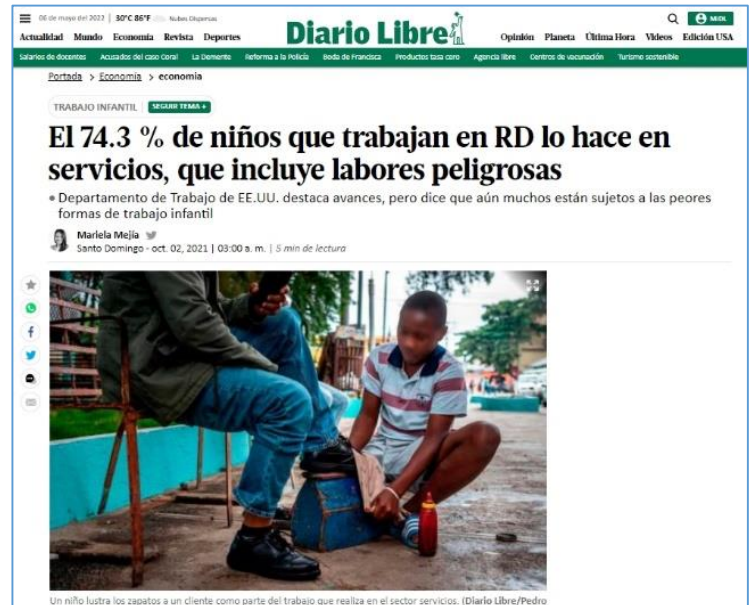 06 de mayo del 2022 | 30°C 86°F Nubes Dispersas
Diario Libre
MI DL
Actualidad Mundo Economía Revista Deportes
Opinión Planeta Última Hora Videos Edición USA
Salarios de docentes Acusados del caso Coral La Demente Reforma a la Policía Boda de Francisca Productos tasa cero Agencia libre Centros de vacunación Turismo sostenible
Portada > Economía > economia
TRABAJO INFANTIL | SEGUIR TEMA +
El 74.3 % de niños que trabajan en RD lo hace en
servicios, que incluye labores peligrosas
• Departamento de Trabajo de EE.UU. destaca avances, pero dice que aún muchos están sujetos a las peores
formas de trabajo infantil
Mariela Mejía
Santo Domingo - oct. 02, 2021 | 03:00 a. m. | 5 min de lectura
Un niño lustra los zapatos a un cliente como parte del trabajo que realiza en el sector servicios. (Diario Libre/Pedro